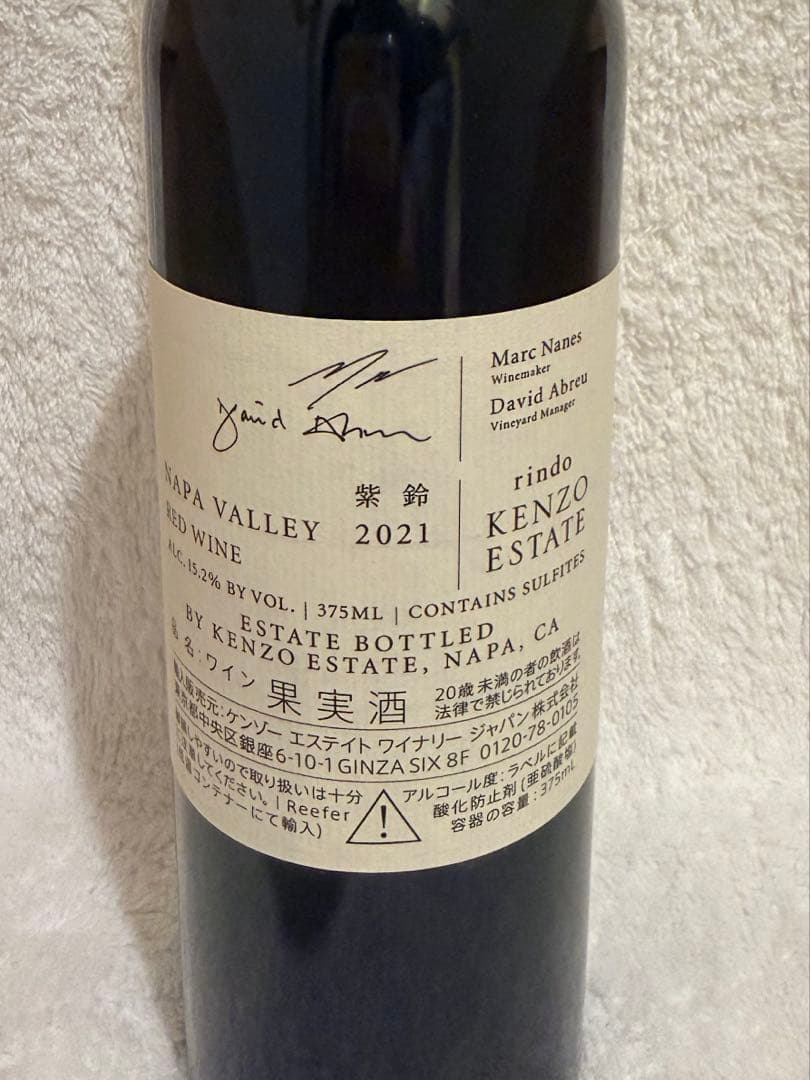 David Abreu
Marc Nanes
Winemaker
David Abreu
Vineyard Manager
NAPA VALLEY
RED WINE
紫鈴
2021
rindo
KENZO
ESTATE
ALC. 15.2% BY VOL. | 375ML | CONTAINS SULFITES
ESTATE BOTTLED
BY KENZO ESTATE, NAPA, CA
品名:ワイン 果実酒
20歳未満の者の飲酒は
法律で禁じられております。
輸入販売元:ケンゾー エステイト ワイナリー ジャパン株式会社
東京都中央区銀座6-10-1 GINZA SIX 8F 0120-78-0105
しやすいので取り扱いは十分
してください。| Reefer
コンテナーにて輸入)
アルコール度:ラベルに記載
酸化防止剤(亜硫酸塩)
容器の容量:375mL